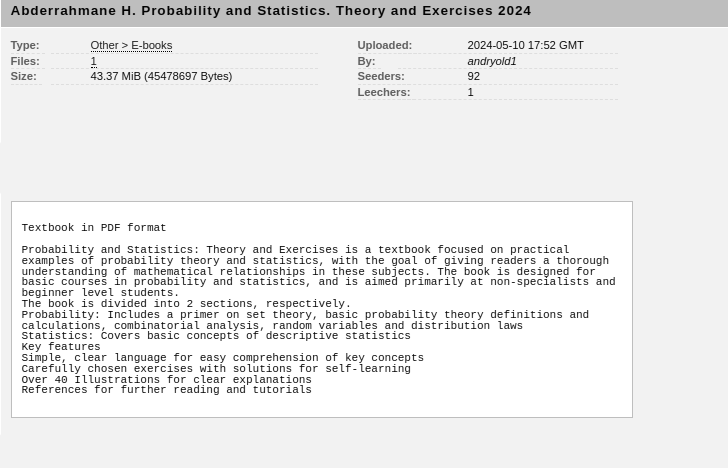 Abderrahmane H. Probability and Statistics. Theory and Exercises 2024
Type: Other > E-books
Files: 1
Size: 43.37 MiB (45478697 Bytes)
Uploaded: 2024-05-10 17:52 GMT
By: andryold1
Seeders: 92
Leechers: 1
Textbook in PDF format
Probability and Statistics: Theory and Exercises is a textbook focused on practical
examples of probability theory and statistics, with the goal of giving readers a thorough
understanding of mathematical relationships in these subjects. The book is designed for
basic courses in probability and statistics, and is aimed primarily at non-specialists and
beginner level students.
The book is divided into 2 sections, respectively.
Probability: Includes a primer on set theory, basic probability theory definitions and
calculations, combinatorial analysis, random variables and distribution laws
Statistics: Covers basic concepts of descriptive statistics
Key features
Simple, clear language for easy comprehension of key concepts
Carefully chosen exercises with solutions for self-learning
Over 40 Illustrations for clear explanations
References for further reading and tutorials